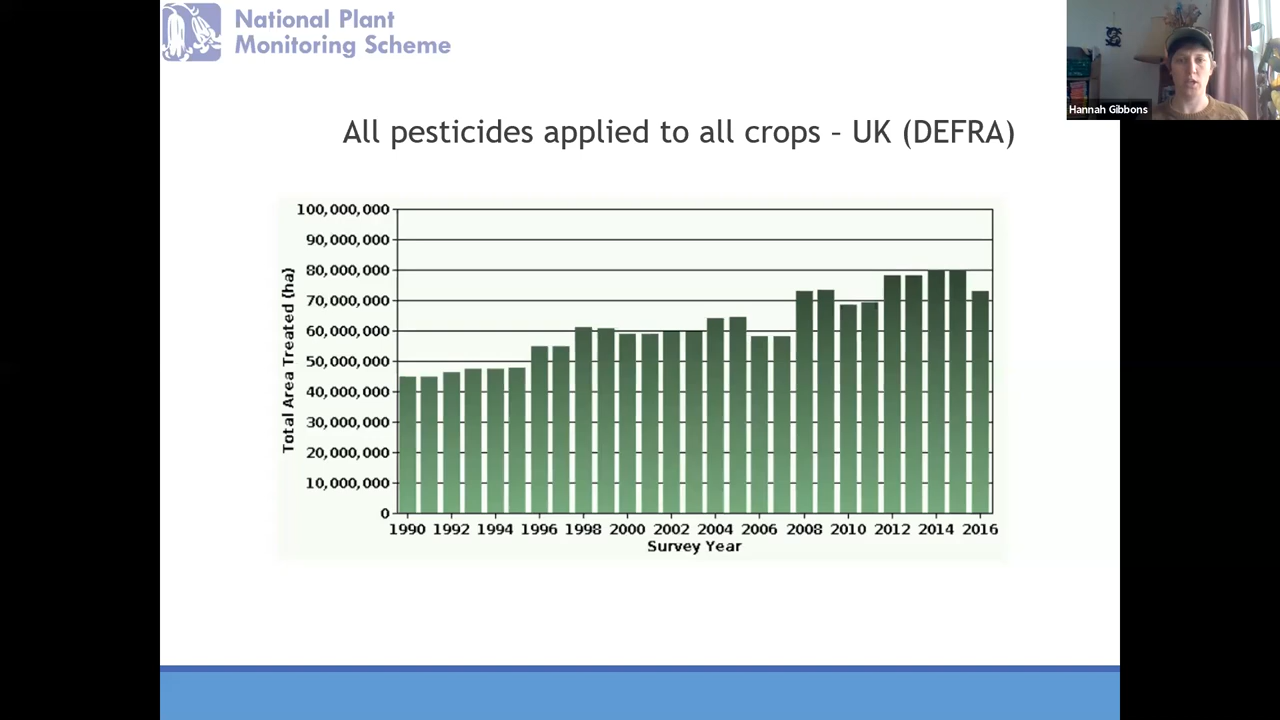 National Plant
Monitoring Scheme
Hannah Gibbons
All pesticides applied to all crops – UK (DEFRA)
Total Area Treated (ha)
100,000,000
90,000,000
80,000,000
70,000,000
60,000,000
50,000,000
40,000,000
30,000,000
20,000,000
10,000,000
0
1990 1992 1994 1996 1998 2000 2002 2004 2006 2008 2010 2012 2014 2016
Survey Year